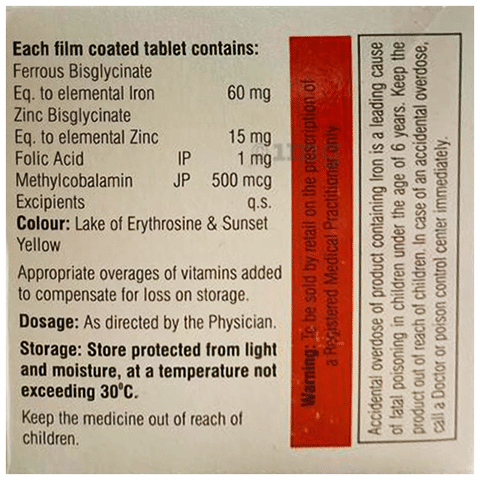 Each film coated tablet contains:
Ferrous Bisglycinate
Eq. to elemental Iron 60 mg
Zinc Bisglycinate
Eq. to elemental Zinc 15 mg
Folic Acid IP 1 mg
Methylcobalamin JP 500 mcg
Excipients q.s.
Colour: Lake of Erythrosine & Sunset
Yellow
Appropriate overages of vitamins added
to compensate for loss on storage.
Dosage: As directed by the Physician.
Storage: Store protected from light
and moisture, at a temperature not
exceeding 30°C.
Keep the medicine out of reach of
children.
Warning: To be sold by retail on the prescription of
a Registered Medical Practitioner only
Accidental overdose of product containing Iron is a leading cause
of fatal poisoning in children under the age of 6 years. Keep the
product out of reach of children. In case of an accidental overdose,
call a Doctor or poison control center immediately.